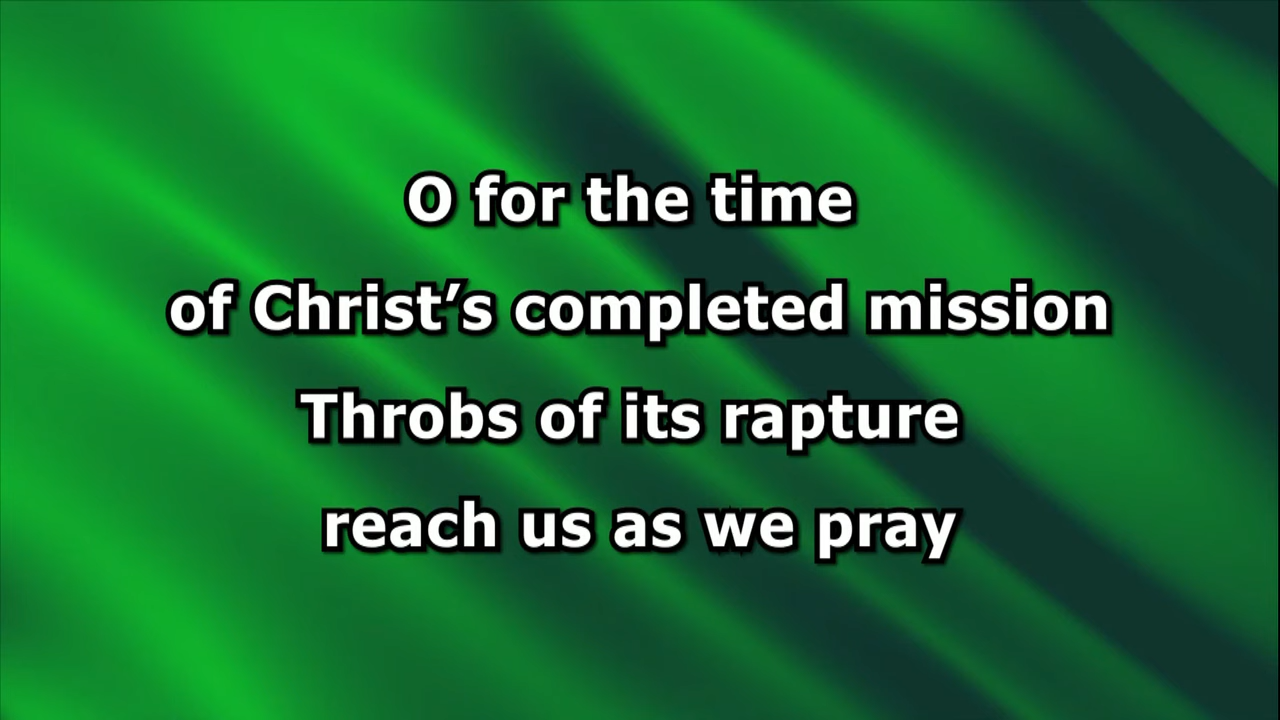 O for the time
of Christ’s completed mission
Throbs of its rapture
reach us as we pray